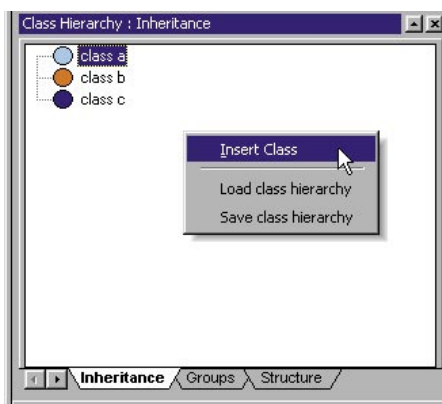 Class Hierarchy : Inheritance
class a
class b
class c
Insert Class
Load class hierarchy
Save class hierarchy
Inheritance Groups Structure